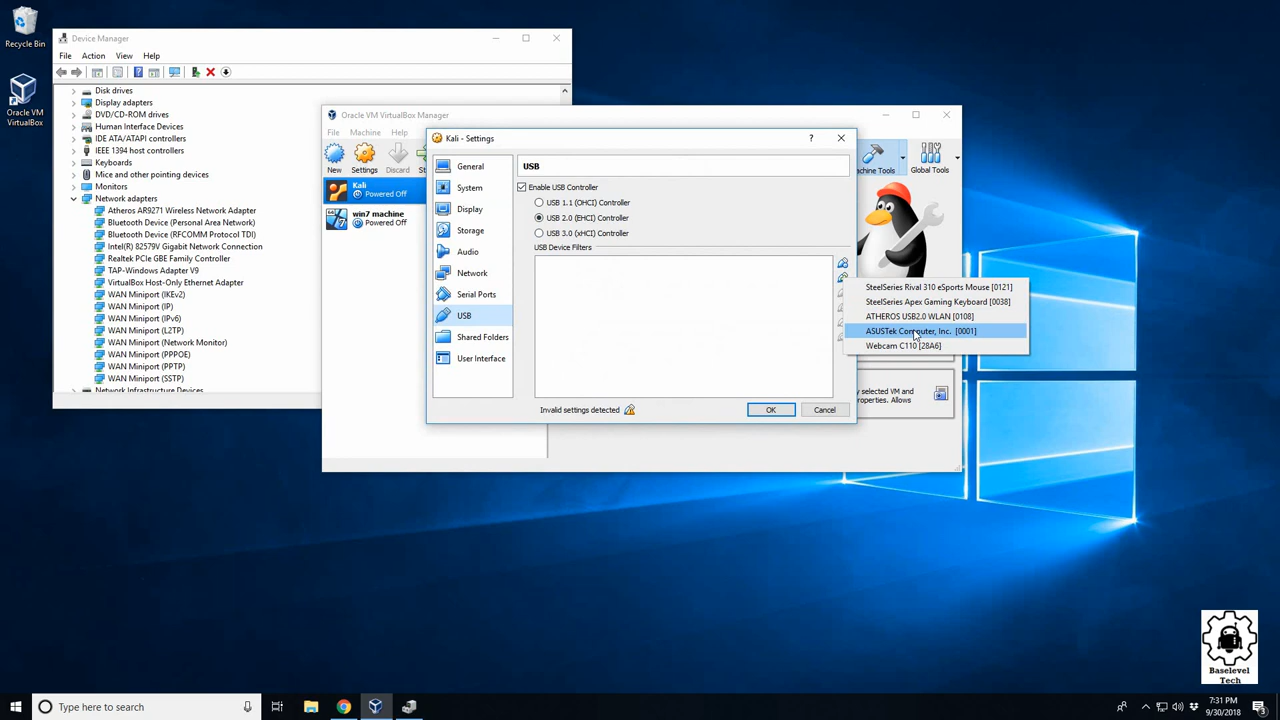 Recycle Bin
Oracle VM
VirtualBox
Device Manager
File Action View Help
Disk drives
Display adapters
DVD/CD-ROM drives
Human Interface Devices
IDE ATA/ATAPI controllers
IEEE 1394 host controllers
Keyboards
Mice and other pointing devices
Monitors
Network adapters
Atheros AR9271 Wireless Network Adapter
Bluetooth Device (Personal Area Network)
Bluetooth Device (RFCOMM Protocol TDI)
Intel(R) 82579V Gigabit Network Connection
Realtek PCIe GBE Family Controller
TAP-Windows Adapter V9
VirtualBox Host-Only Ethernet Adapter
WAN Miniport (IKEv2)
WAN Miniport (IP)
WAN Miniport (IPv6)
WAN Miniport (L2TP)
WAN Miniport (Network Monitor)
WAN Miniport (PPPOE)
WAN Miniport (PPTP)
WAN Miniport (SSTP)
Network Infrastructure Devices
Oracle VM VirtualBox Manager
File Machine Help
New Settings Discard St
achine Tools Global Tools
Kali
Powered Off
win7 machine
Powered Off
y selected VM and
roperties. Allows
Kali - Settings
?
General
System
Display
Storage
Audio
Network
Serial Ports
USB
Shared Folders
User Interface
USB
Enable USB Controller
USB 1.1 (OHCI) Controller
USB 2.0 (EHCI) Controller
USB 3.0 (xHCI) Controller
USB Device Filters
Invalid settings detected
OK Cancel
SteelSeries Rival 310 eSports Mouse [0121]
SteelSeries Apex Gaming Keyboard [0038]
ATHEROS USB2.0 WLAN [0108]
ASUSTek Computer, Inc. [0001]
Webcam C110 [28A6]
Baselevel
Tech
Type here to search
7:31 PM
9/30/2018
3